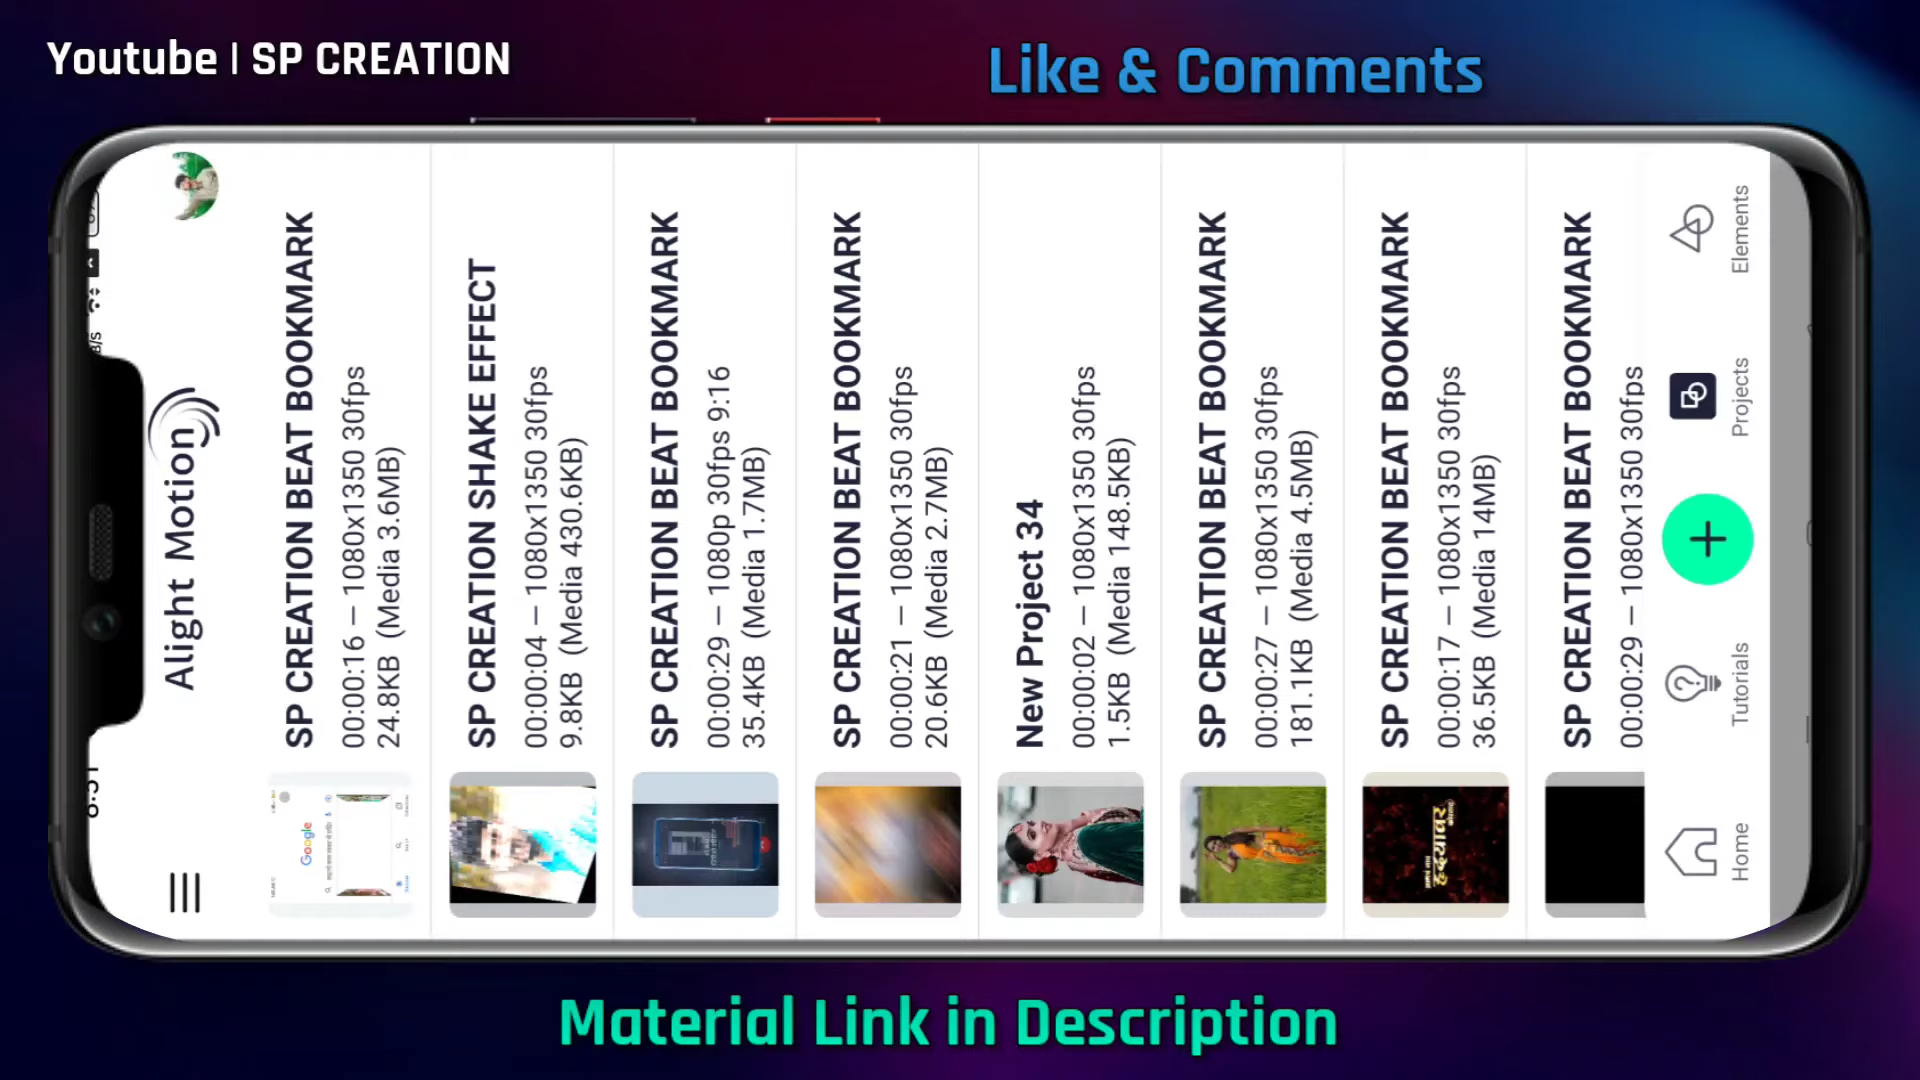 Youtube | SP CREATION
Like & Comments
Alight Motion
SP CREATION BEAT BOOKMARK
00:00:16 – 1080x1350 30fps
24.8KB (Media 3.6MB)
SP CREATION SHAKE EFFECT
00:00:04 – 1080x1350 30fps
9.8KB (Media 430.6KB)
SP CREATION BEAT BOOKMARK
00:00:29 – 1080p 30fps 9:16
35.4KB (Media 1.7MB)
SP CREATION BEAT BOOKMARK
00:00:21 – 1080x1350 30fps
20.6KB (Media 2.7MB)
New Project 34
00:00:02 – 1080x1350 30fps
1.5KB (Media 148.5KB)
SP CREATION BEAT BOOKMARK
00:00:27 – 1080x1350 30fps
181.1KB (Media 4.5MB)
SP CREATION BEAT BOOKMARK
00:00:17 – 1080x1350 30fps
36.5KB (Media 14MB)
SP CREATION BEAT BOOKMARK
00:00:29 – 1080x1350 30fps
Google
Home
Tutorials
Projects
Elements
Material Link in Description